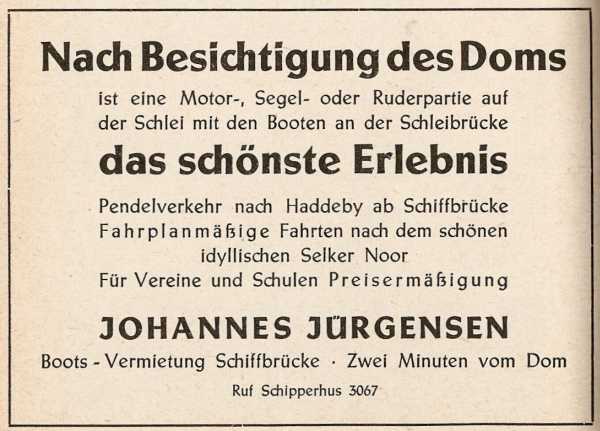 Nach Besichtigung des Doms
ist eine Motor-, Segel- oder Ruderpartie auf
der Schlei mit den Booten an der Schleibrücke
das schönste Erlebnis
Pendelverkehr nach Haddeby ab Schiffbrücke
Fahrplanmäßige Fahrten nach dem schönen
idyllischen Selker Noor
Für Vereine und Schulen Preisermäßigung
JOHANNES JÜRGENSEN
Boots - Vermietung Schiffbrücke · Zwei Minuten vom Dom
Ruf Schipperhus 3067